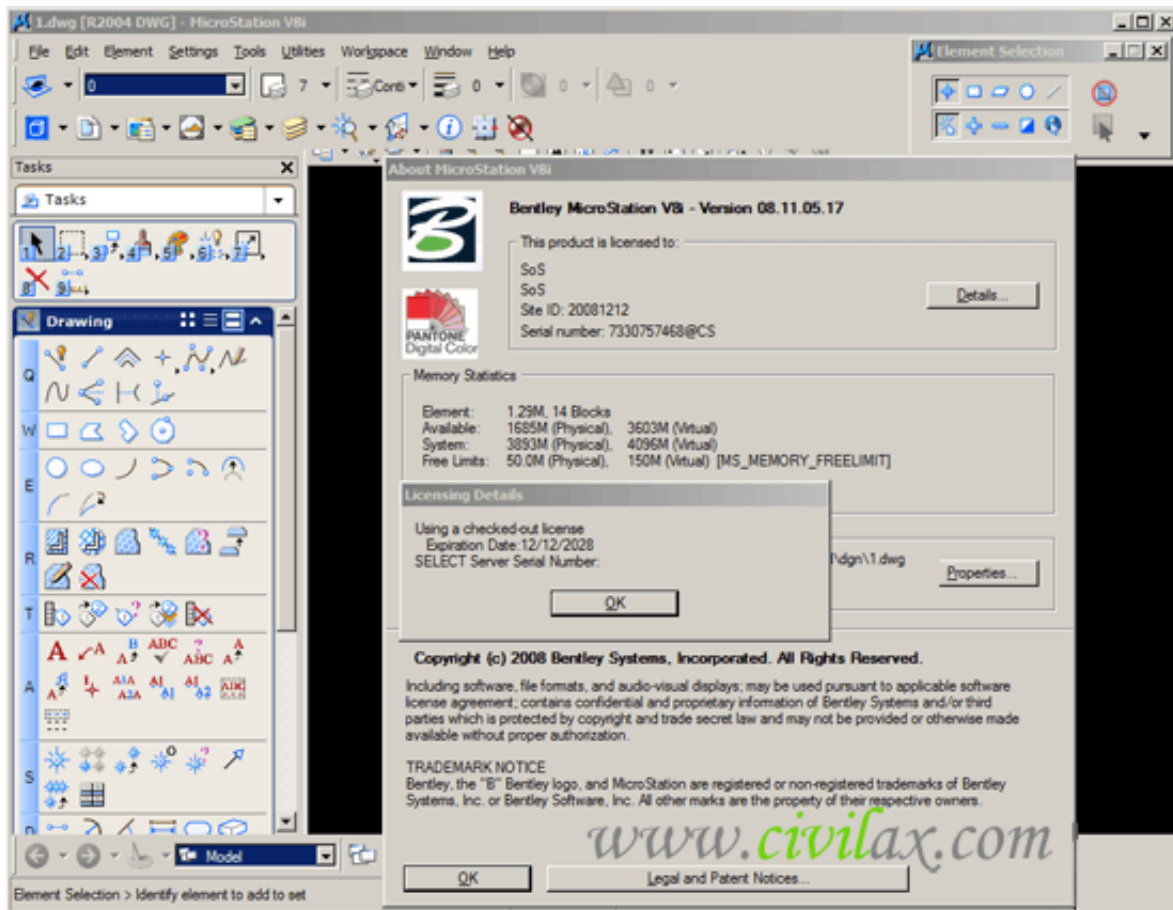 1.dwg [R2004 DWG] - MicroStation V8i
File Edit Element Settings Tools Utilities Workspace Window Help
Element Selection
0 7 Conti 0 0 0
Tasks
Tasks
1 2 3 4 5 6 7
8 9
Drawing
Q
W
E
R
T
A
S
Model
Element Selection > Identify element to add to set
About MicroStation V8i
Bentley MicroStation V8i - Version 08.11.05.17
This product is licensed to:
SoS
SoS
Site ID: 20081212
Serial number: 7330757468@CS
Details...
PANTONE
Digital Color
Memory Statistics
Element: 1.29M, 14 Blocks
Available: 1685M (Physical), 3603M (Virtual)
System: 3893M (Physical), 4096M (Virtual)
Free Limits: 50.0M (Physical), 150M (Virtual) [MS_MEMORY_FREELIMIT]
Licensing Details
Using a checked-out license
Expiration Date:12/12/2028
SELECT Server Serial Number:
OK
\dgn\1.dwg
Properties...
Copyright (c) 2008 Bentley Systems, Incorporated. All Rights Reserved.
Including software, file formats, and audio-visual displays; may be used pursuant to applicable software
license agreement; contains confidential and proprietary information of Bentley Systems and/or third
parties which is protected by copyright and trade secret law and may not be provided or otherwise made
available without proper authorization.
TRADEMARK NOTICE
Bentley, the "B" Bentley logo, and MicroStation are registered or non-registered trademarks of Bentley
Systems, Inc. or Bentley Software, Inc. All other marks are the property of their respective owners.
www.civilax.com
OK
Legal and Patent Notices...